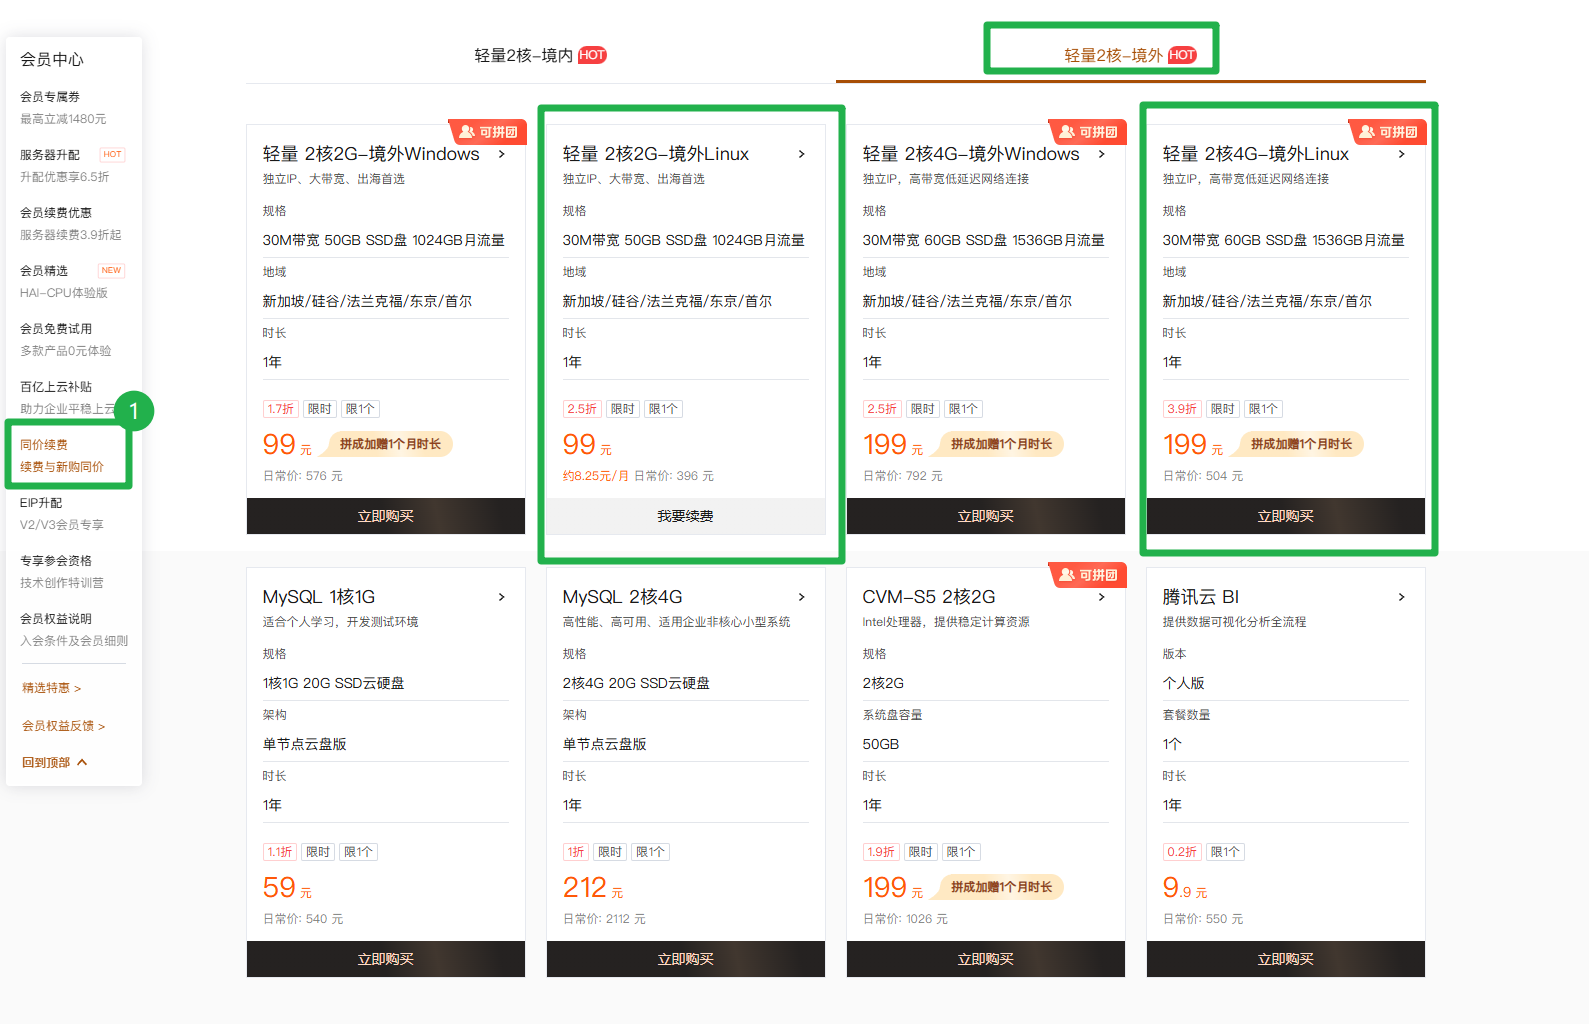 会员中心
会员专属券
最高立减1480元
服务器升配 HOT
升配优惠享6.5折
会员续费优惠
服务器续费3.9折起
会员精选 NEW
HAI-CPU体验版
会员免费试用
多款产品0元体验
百亿上云补贴
助力企业平稳上云
1
同价续费
续费与新购同价
EIP升配
V2/V3会员专享
专享参会资格
技术创作特训营
会员权益说明
入会条件及会员细则
精选特惠 >
会员权益反馈 >
回到顶部
轻量2核-境内 HOT
轻量2核-境外 HOT
可拼团
轻量 2核2G-境外Windows
独立IP、大带宽、出海首选
规格
30M带宽 50GB SSD盘 1024GB月流量
地域
新加坡/硅谷/法兰克福/东京/首尔
时长
1年
1.7折 限时 限1个
99 元 拼成加赠1个月时长
日常价: 576 元
立即购买
轻量 2核2G-境外Linux
独立IP、大带宽、出海首选
规格
30M带宽 50GB SSD盘 1024GB月流量
地域
新加坡/硅谷/法兰克福/东京/首尔
时长
1年
2.5折 限时 限1个
99 元
约8.25元/月 日常价: 396 元
我要续费
可拼团
轻量 2核4G-境外Windows
独立IP，高带宽低延迟网络连接
规格
30M带宽 60GB SSD盘 1536GB月流量
地域
新加坡/硅谷/法兰克福/东京/首尔
时长
1年
2.5折 限时 限1个
199 元 拼成加赠1个月时长
日常价: 792 元
立即购买
可拼团
轻量 2核4G-境外Linux
独立IP，高带宽低延迟网络连接
规格
30M带宽 60GB SSD盘 1536GB月流量
地域
新加坡/硅谷/法兰克福/东京/首尔
时长
1年
3.9折 限时 限1个
199 元 拼成加赠1个月时长
日常价: 504 元
立即购买
MySQL 1核1G
适合个人学习，开发测试环境
规格
1核1G 20G SSD云硬盘
架构
单节点云盘版
时长
1年
1.1折 限时 限1个
59 元
日常价: 540 元
立即购买
MySQL 2核4G
高性能、高可用、适用企业非核心小型系统
规格
2核4G 20G SSD云硬盘
架构
单节点云盘版
时长
1年
1折 限时 限1个
212 元
日常价: 2112 元
立即购买
可拼团
CVM-S5 2核2G
Intel处理器，提供稳定计算资源
规格
2核2G
系统盘容量
50GB
时长
1年
1.9折 限时 限1个
199 元 拼成加赠1个月时长
日常价: 1026 元
立即购买
腾讯云 BI
提供数据可视化分析全流程
版本
个人版
套餐数量
1个
时长
1年
0.2折 限1个
9.9 元
日常价: 550 元
立即购买